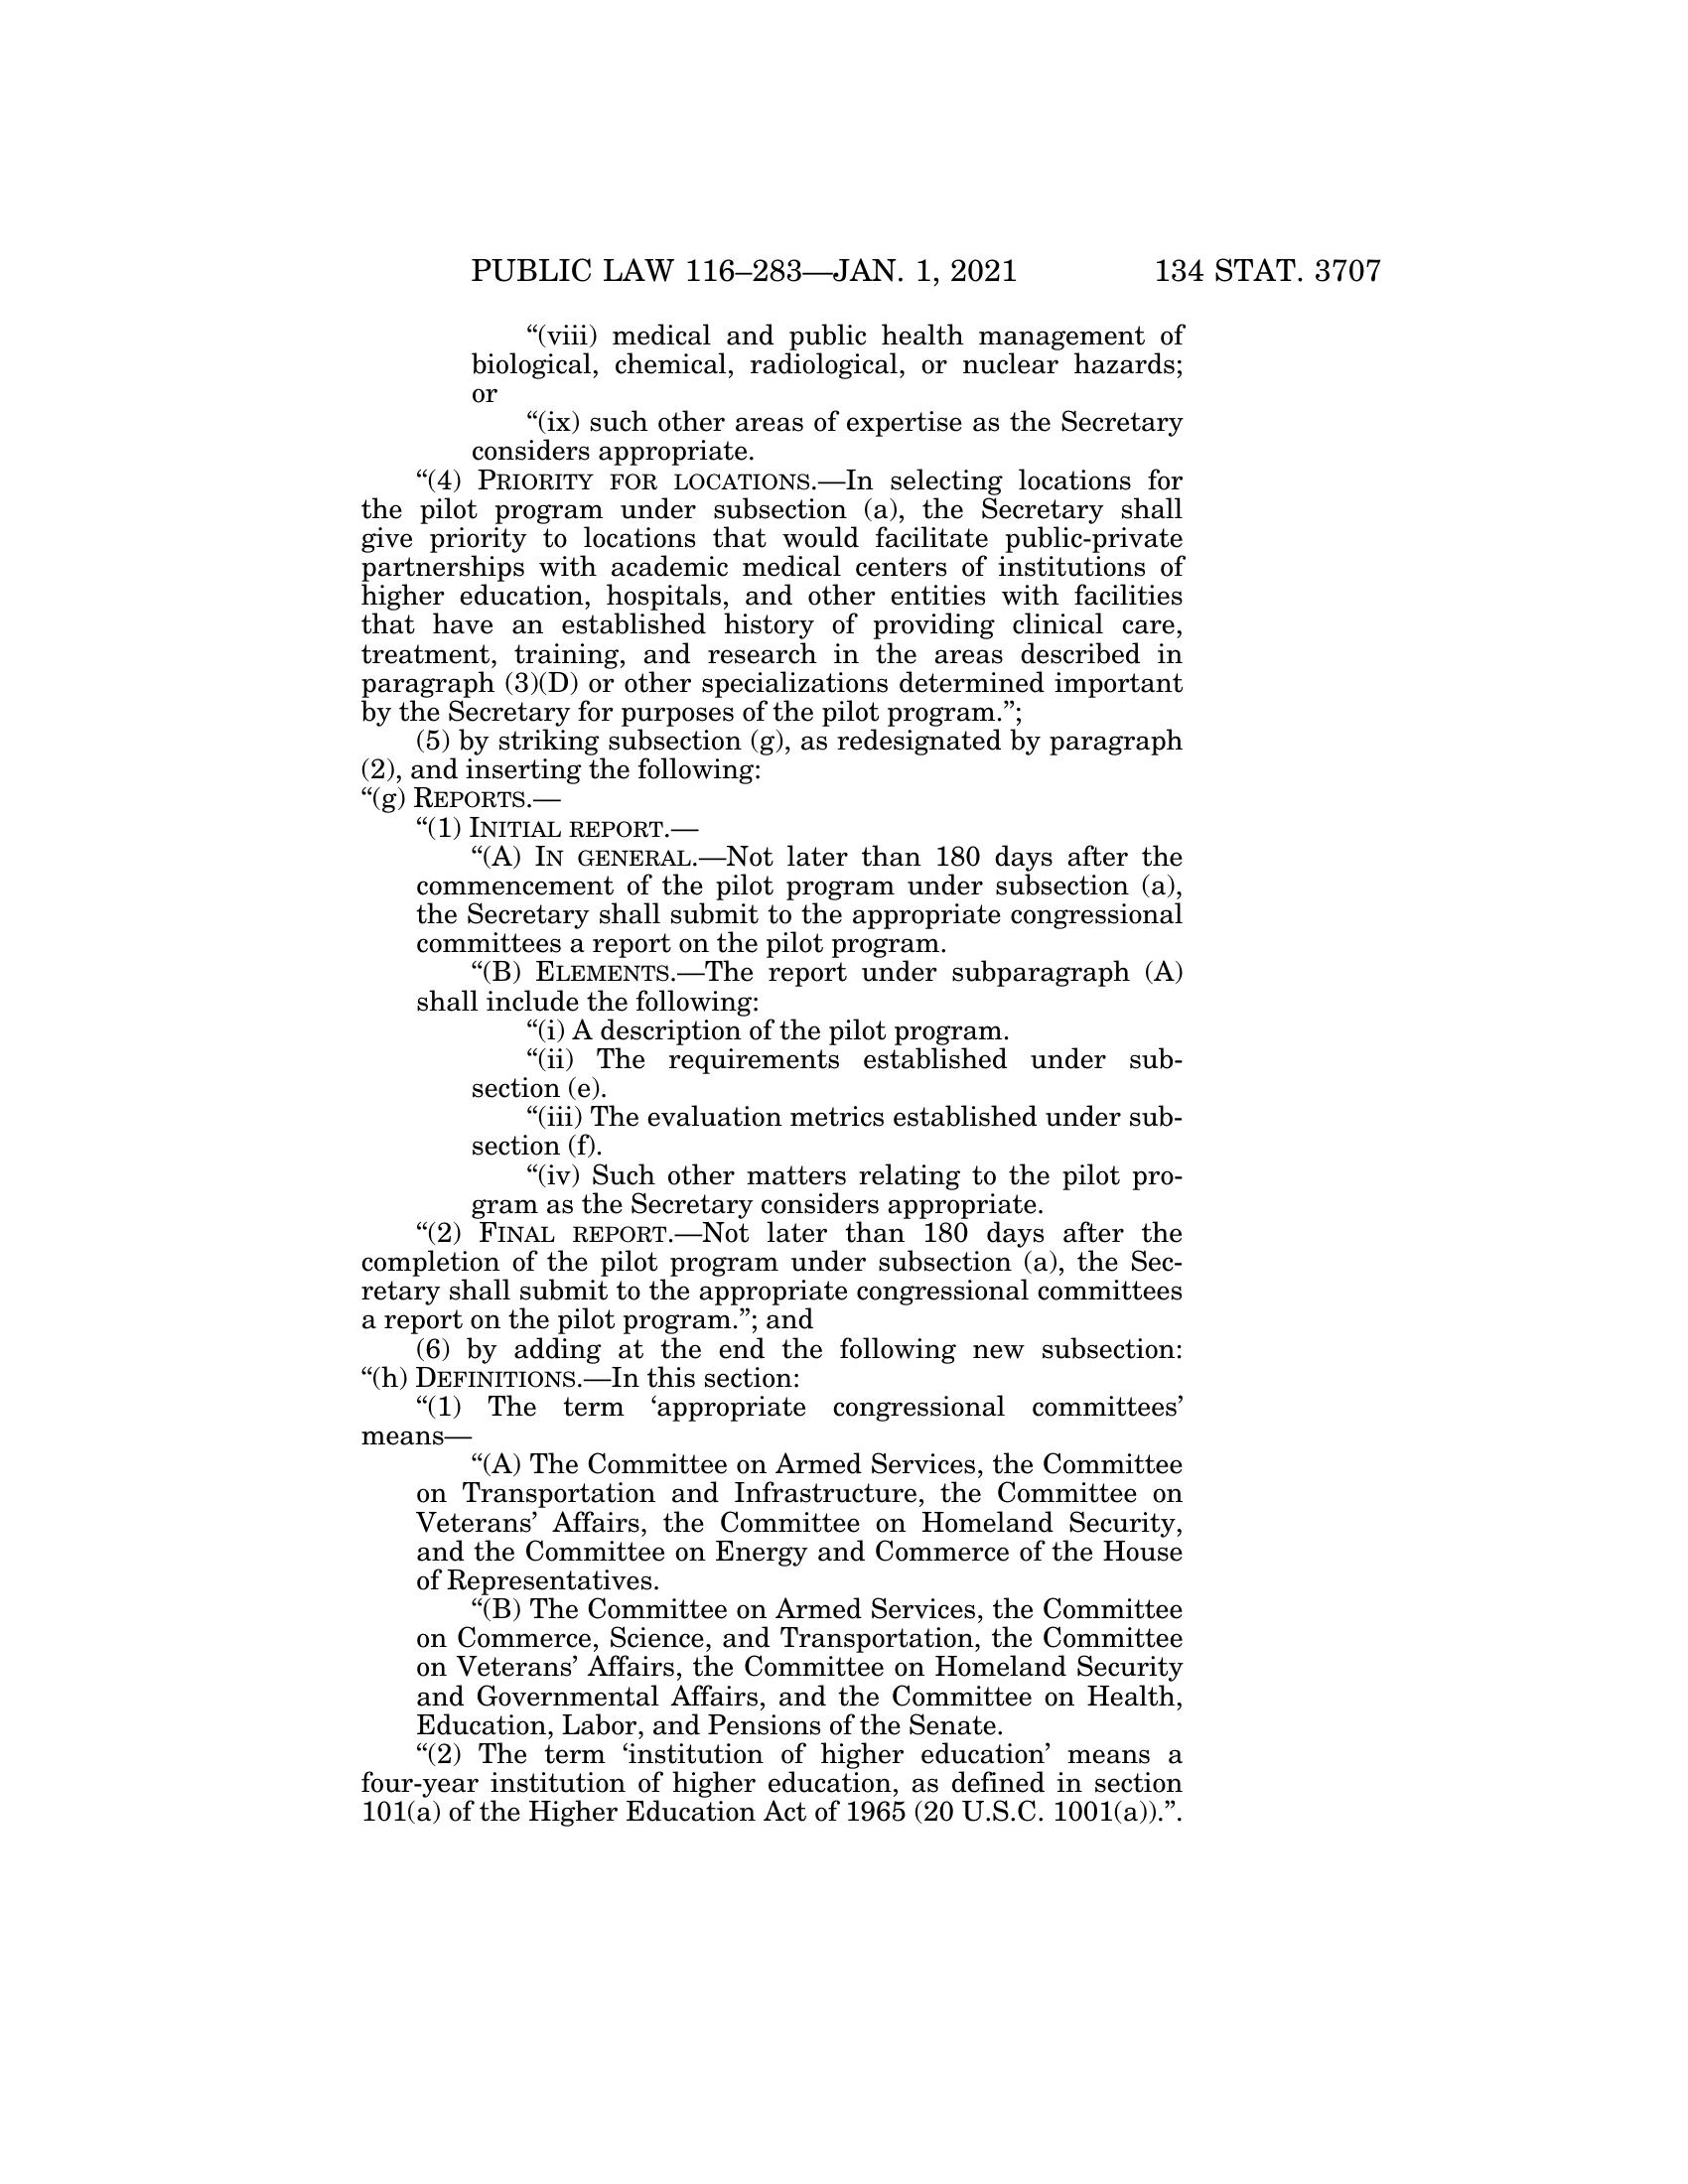 PUBLIC LAW 116–283—JAN. 1, 2021 134 STAT. 3707
“(viii) medical and public health management of
biological, chemical, radiological, or nuclear hazards;
or
“(ix) such other areas of expertise as the Secretary
considers appropriate.
“(4) PRIORITY FOR LOCATIONS.—In selecting locations for
the pilot program under subsection (a), the Secretary shall
give priority to locations that would facilitate public-private
partnerships with academic medical centers of institutions of
higher education, hospitals, and other entities with facilities
that have an established history of providing clinical care,
treatment, training, and research in the areas described in
paragraph (3)(D) or other specializations determined important
by the Secretary for purposes of the pilot program.”;
(5) by striking subsection (g), as redesignated by paragraph
(2), and inserting the following:
“(g) REPORTS.—
“(1) INITIAL REPORT.—
“(A) IN GENERAL.—Not later than 180 days after the
commencement of the pilot program under subsection (a),
the Secretary shall submit to the appropriate congressional
committees a report on the pilot program.
“(B) ELEMENTS.—The report under subparagraph (A)
shall include the following:
“(i) A description of the pilot program.
“(ii) The requirements established under sub-
section (e).
“(iii) The evaluation metrics established under sub-
section (f).
“(iv) Such other matters relating to the pilot pro-
gram as the Secretary considers appropriate.
“(2) FINAL REPORT.—Not later than 180 days after the
completion of the pilot program under subsection (a), the Sec-
retary shall submit to the appropriate congressional committees
a report on the pilot program.”; and
(6) by adding at the end the following new subsection:
“(h) DEFINITIONS.—In this section:
“(1) The term ‘appropriate congressional committees’
means—
“(A) The Committee on Armed Services, the Committee
on Transportation and Infrastructure, the Committee on
Veterans’ Affairs, the Committee on Homeland Security,
and the Committee on Energy and Commerce of the House
of Representatives.
“(B) The Committee on Armed Services, the Committee
on Commerce, Science, and Transportation, the Committee
on Veterans’ Affairs, the Committee on Homeland Security
and Governmental Affairs, and the Committee on Health,
Education, Labor, and Pensions of the Senate.
“(2) The term ‘institution of higher education’ means a
four-year institution of higher education, as defined in section
101(a) of the Higher Education Act of 1965 (20 U.S.C. 1001(a)).”.